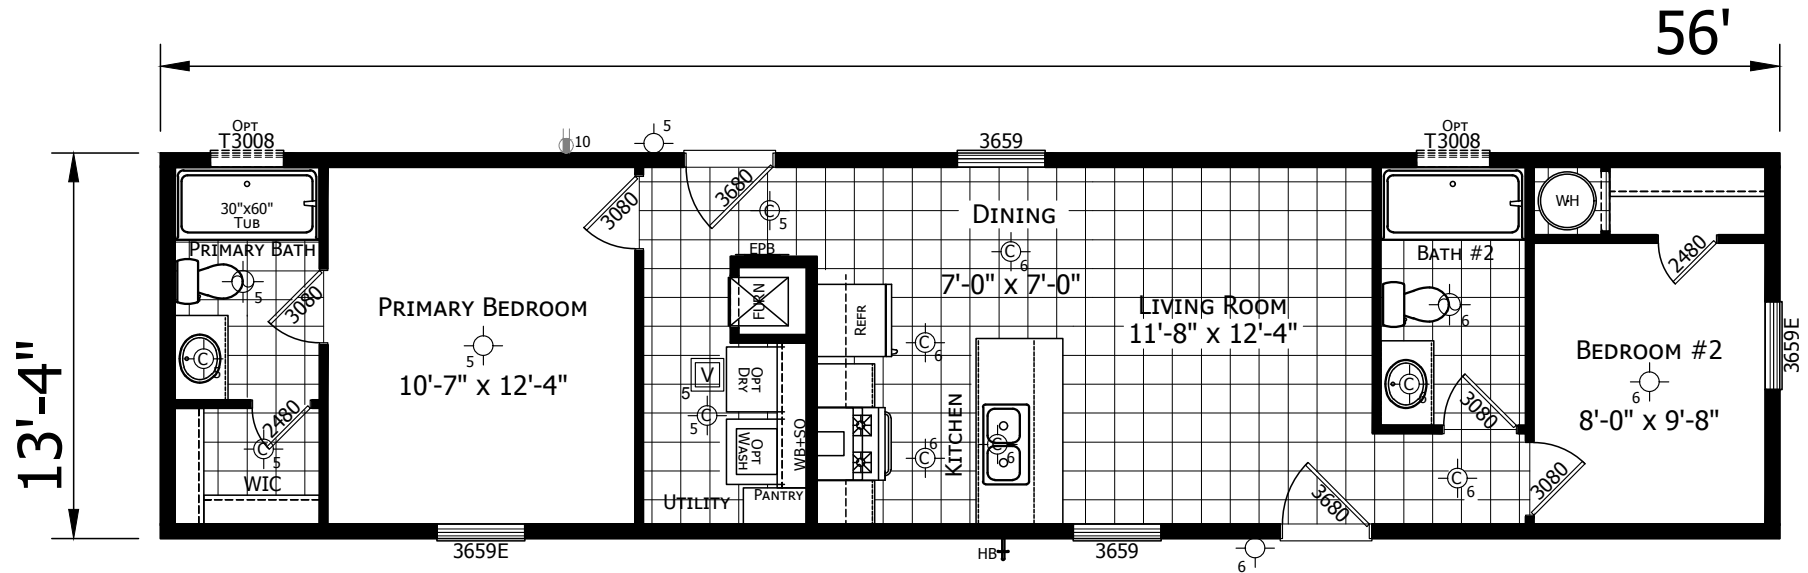 56'
13'-4"
OPT
T3008
10
5
3659
OPT
T3008
30"x60"
TUB
3080
3680
C 5
DINING
C 6
7'-0" x 7'-0"
WH
2480
PRIMARY BATH
5
3080
EPB
FURN
BATH #2
6
PRIMARY BEDROOM
5
10'-7" x 12'-4"
REFR
C 6
LIVING ROOM
11'-8" x 12'-4"
BEDROOM #2
6
8'-0" x 9'-8"
3659E
C
V
5
OPT
DRY
C 5
OPT
WASH
WB+SO
KITCHEN
C 6
C 6
C
3080
2480
C 5
WIC
UTILITY
PANTRY
C 6
3080
3680
3659E
HB
3659
6